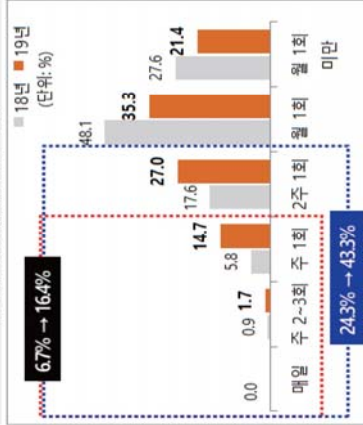 18년 19년
(단위: %)
6.7% → 16.4%
0.0
0.9 1.7
5.8 14.7
17.6 27.0
48.1 35.3
27.6 21.4
매일
주 2~3회
주 1회
2주 1회
월 1회
월 1회
미만
24.3% → 43.3%